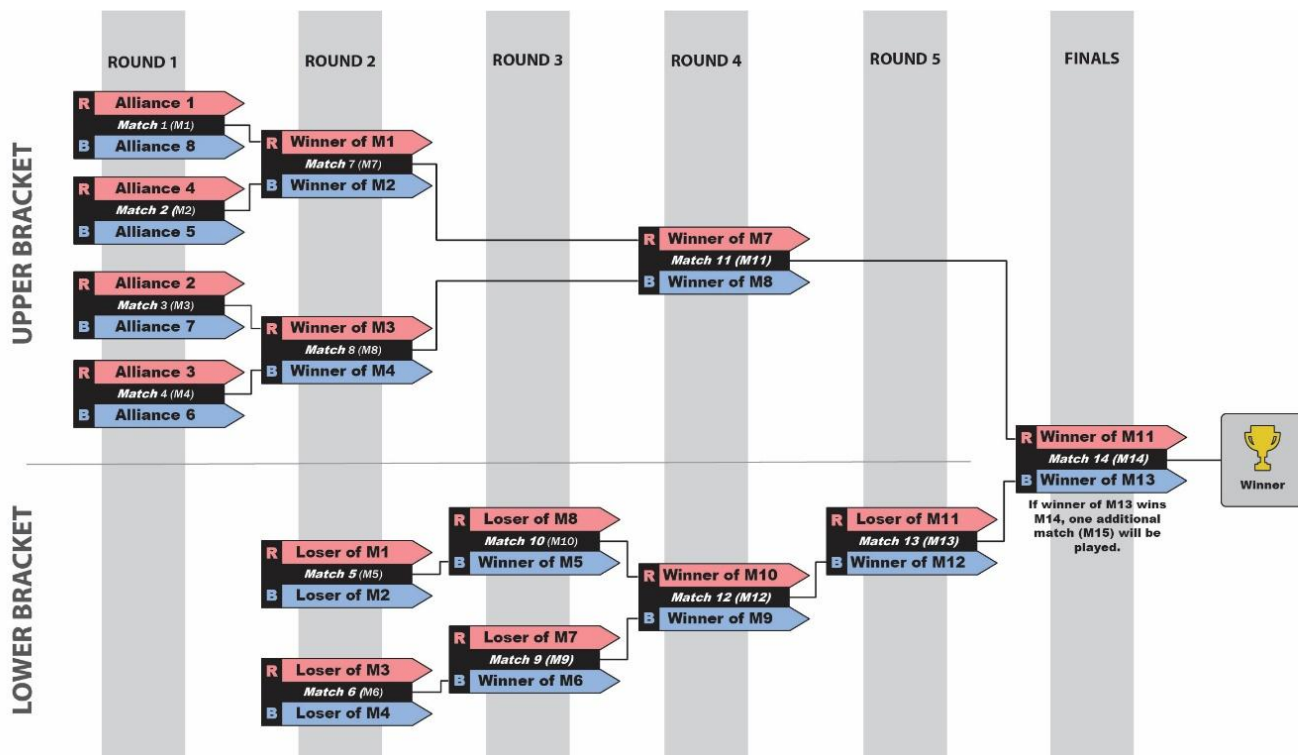 ROUND 1
ROUND 2
ROUND 3
ROUND 4
ROUND 5
FINALS
UPPER BRACKET
R Alliance 1
Match 1 (M1)
B Alliance 8
R Alliance 4
Match 2 (M2)
B Alliance 5
R Alliance 2
Match 3 (M3)
B Alliance 7
R Alliance 3
Match 4 (M4)
B Alliance 6
R Winner of M1
Match 7 (M7)
B Winner of M2
R Winner of M3
Match 8 (M8)
B Winner of M4
R Winner of M7
Match 11 (M11)
B Winner of M8
R Winner of M11
Match 14 (M14)
B Winner of M13
If winner of M13 wins
M14, one additional
match (M15) will be
played.
Winner
LOWER BRACKET
R Loser of M1
Match 5 (M5)
B Loser of M2
R Loser of M3
Match 6 (M6)
B Loser of M4
R Loser of M8
Match 10 (M10)
B Winner of M5
R Loser of M7
Match 9 (M9)
B Winner of M6
R Winner of M10
Match 12 (M12)
B Winner of M9
R Loser of M11
Match 13 (M13)
B Winner of M12